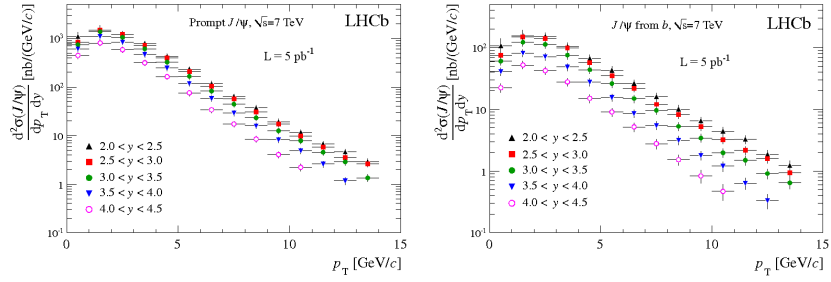 Prompt J/ψ, √s=7 TeV
LHCb
L = 5 pb⁻¹
d²σ(J/ψ)/dp_T dy [nb/(GeV/c)]
10³
10²
10
1
10⁻¹
2.0 < y < 2.5
2.5 < y < 3.0
3.0 < y < 3.5
3.5 < y < 4.0
4.0 < y < 4.5
0 5 10 15
p_T [GeV/c]
J/ψ from b, √s=7 TeV
LHCb
L = 5 pb⁻¹
d²σ(J/ψ)/dp_T dy [nb/(GeV/c)]
10²
10
1
10⁻¹
2.0 < y < 2.5
2.5 < y < 3.0
3.0 < y < 3.5
3.5 < y < 4.0
4.0 < y < 4.5
0 5 10 15
p_T [GeV/c]